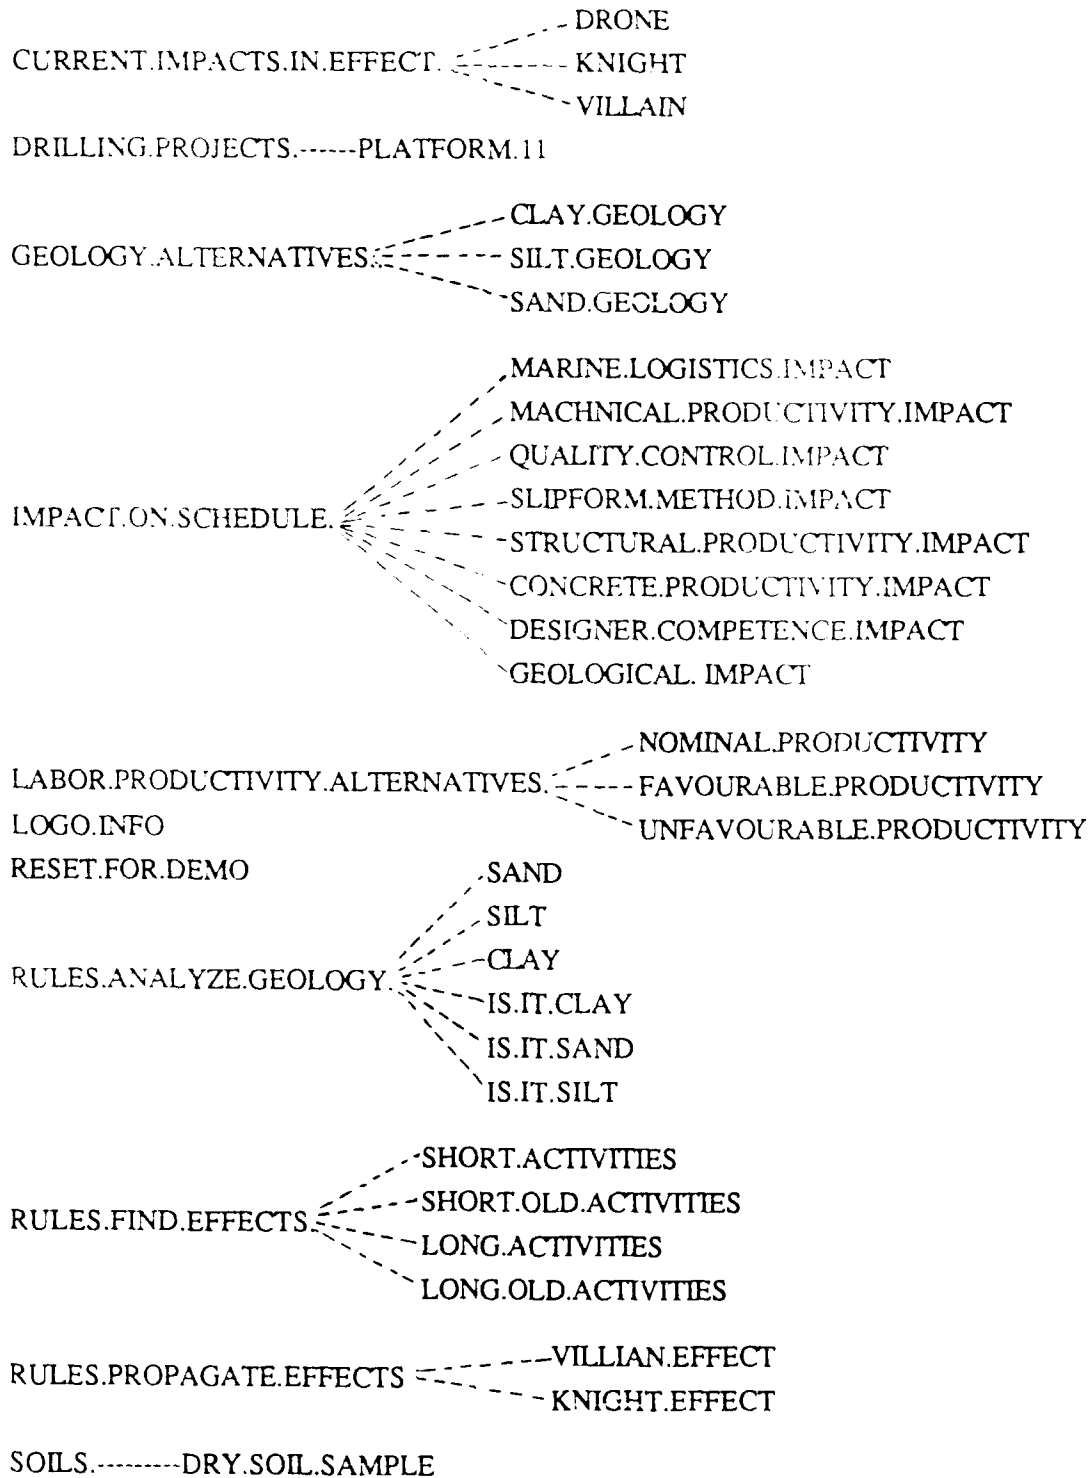 DRONE
CURRENT.IMPACTS.IN.EFFECT. KNIGHT
VILLAIN
DRILLING.PROJECTS.------PLATFORM.11
CLAY.GEOLOGY
GEOLOGY.ALTERNATIVES. SILT.GEOLOGY
SAND.GEOLOGY
MARINE.LOGISTICS.IMPACT
MACHNICAL.PRODUCTIVITY.IMPACT
QUALITY.CONTROL.IMPACT
SLIPFORM.METHOD.IMPACT
IMPACT.ON.SCHEDULE.
STRUCTURAL.PRODUCTIVITY.IMPACT
CONCRETE.PRODUCTIVITY.IMPACT
DESIGNER.COMPETENCE.IMPACT
GEOLOGICAL. IMPACT
NOMINAL.PRODUCTIVITY
LABOR.PRODUCTIVITY.ALTERNATIVES. FAVOURABLE.PRODUCTIVITY
LOGO.INFO
UNFAVOURABLE.PRODUCTIVITY
RESET.FOR.DEMO
SAND
SILT
CLAY
RULES.ANALYZE.GEOLOGY.
IS.IT.CLAY
IS.IT.SAND
IS.IT.SILT
SHORT.ACTIVITIES
SHORT.OLD.ACTIVITIES
RULES.FIND.EFFECTS.
LONG.ACTIVITIES
LONG.OLD.ACTIVITIES
VILLIAN.EFFECT
RULES.PROPAGATE.EFFECTS
KNIGHT.EFFECT
SOILS.---------DRY.SOIL.SAMPLE